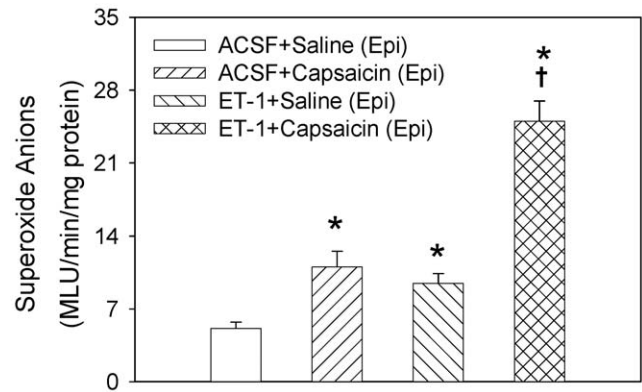 Superoxide Anions
(MLU/min/mg protein)
35
28
21
14
7
0
ACSF+Saline (Epi)
ACSF+Capsaicin (Epi)
ET-1+Saline (Epi)
ET-1+Capsaicin (Epi)
*
*
*
†